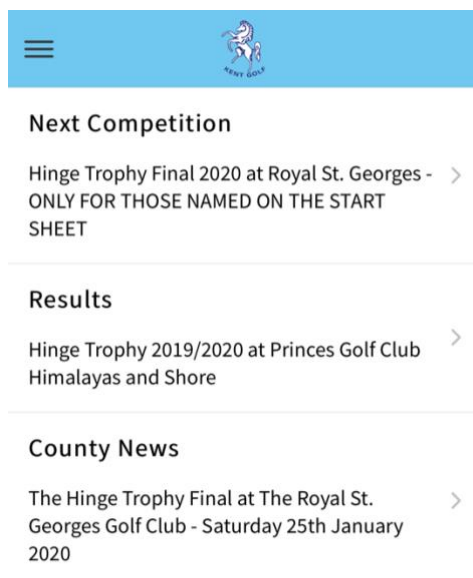 KENT GOLF
Next Competition
Hinge Trophy Final 2020 at Royal St. Georges -
ONLY FOR THOSE NAMED ON THE START
SHEET
Results
Hinge Trophy 2019/2020 at Princes Golf Club
Himalayas and Shore
County News
The Hinge Trophy Final at The Royal St.
Georges Golf Club - Saturday 25th January
2020